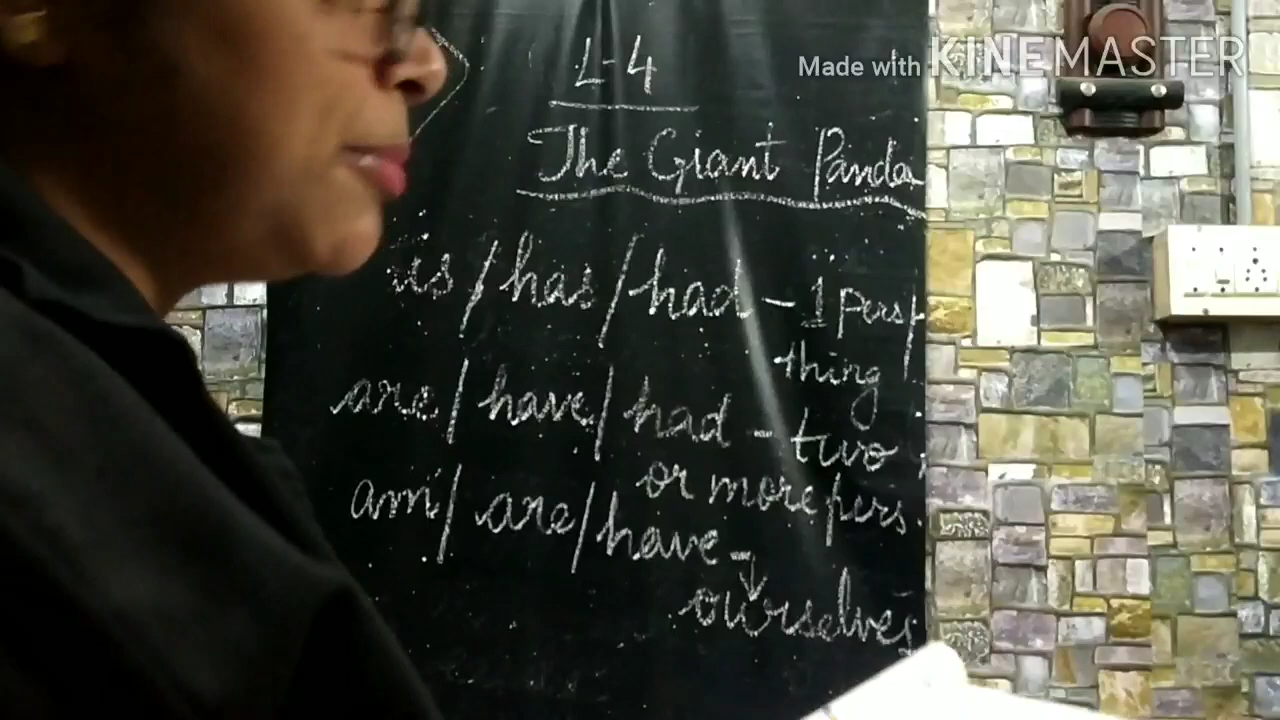 Made with KINEMASTER
L-4
The Giant Panda
is/has/had - 1 pers/
thing
are/have/had - two
or more pers.
am/are/have -
ourselves